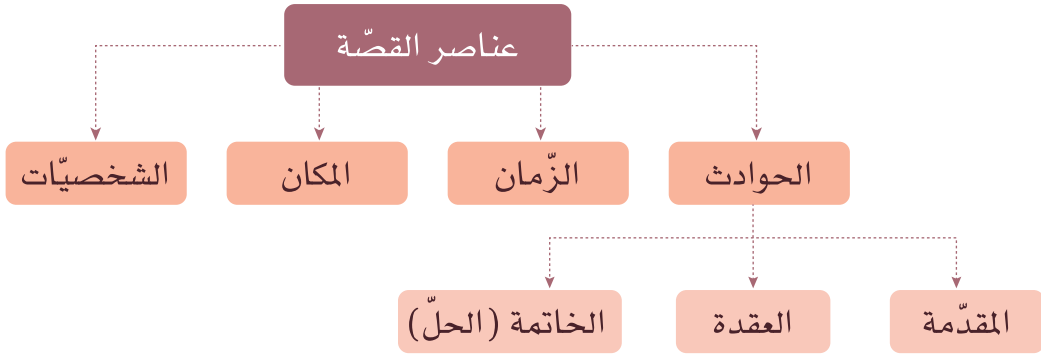 عناصر القصّة
الحوادث
الزّمان
المكان
الشخصيّات
المقدّمة
العقدة
الخاتمة (الحلّ)